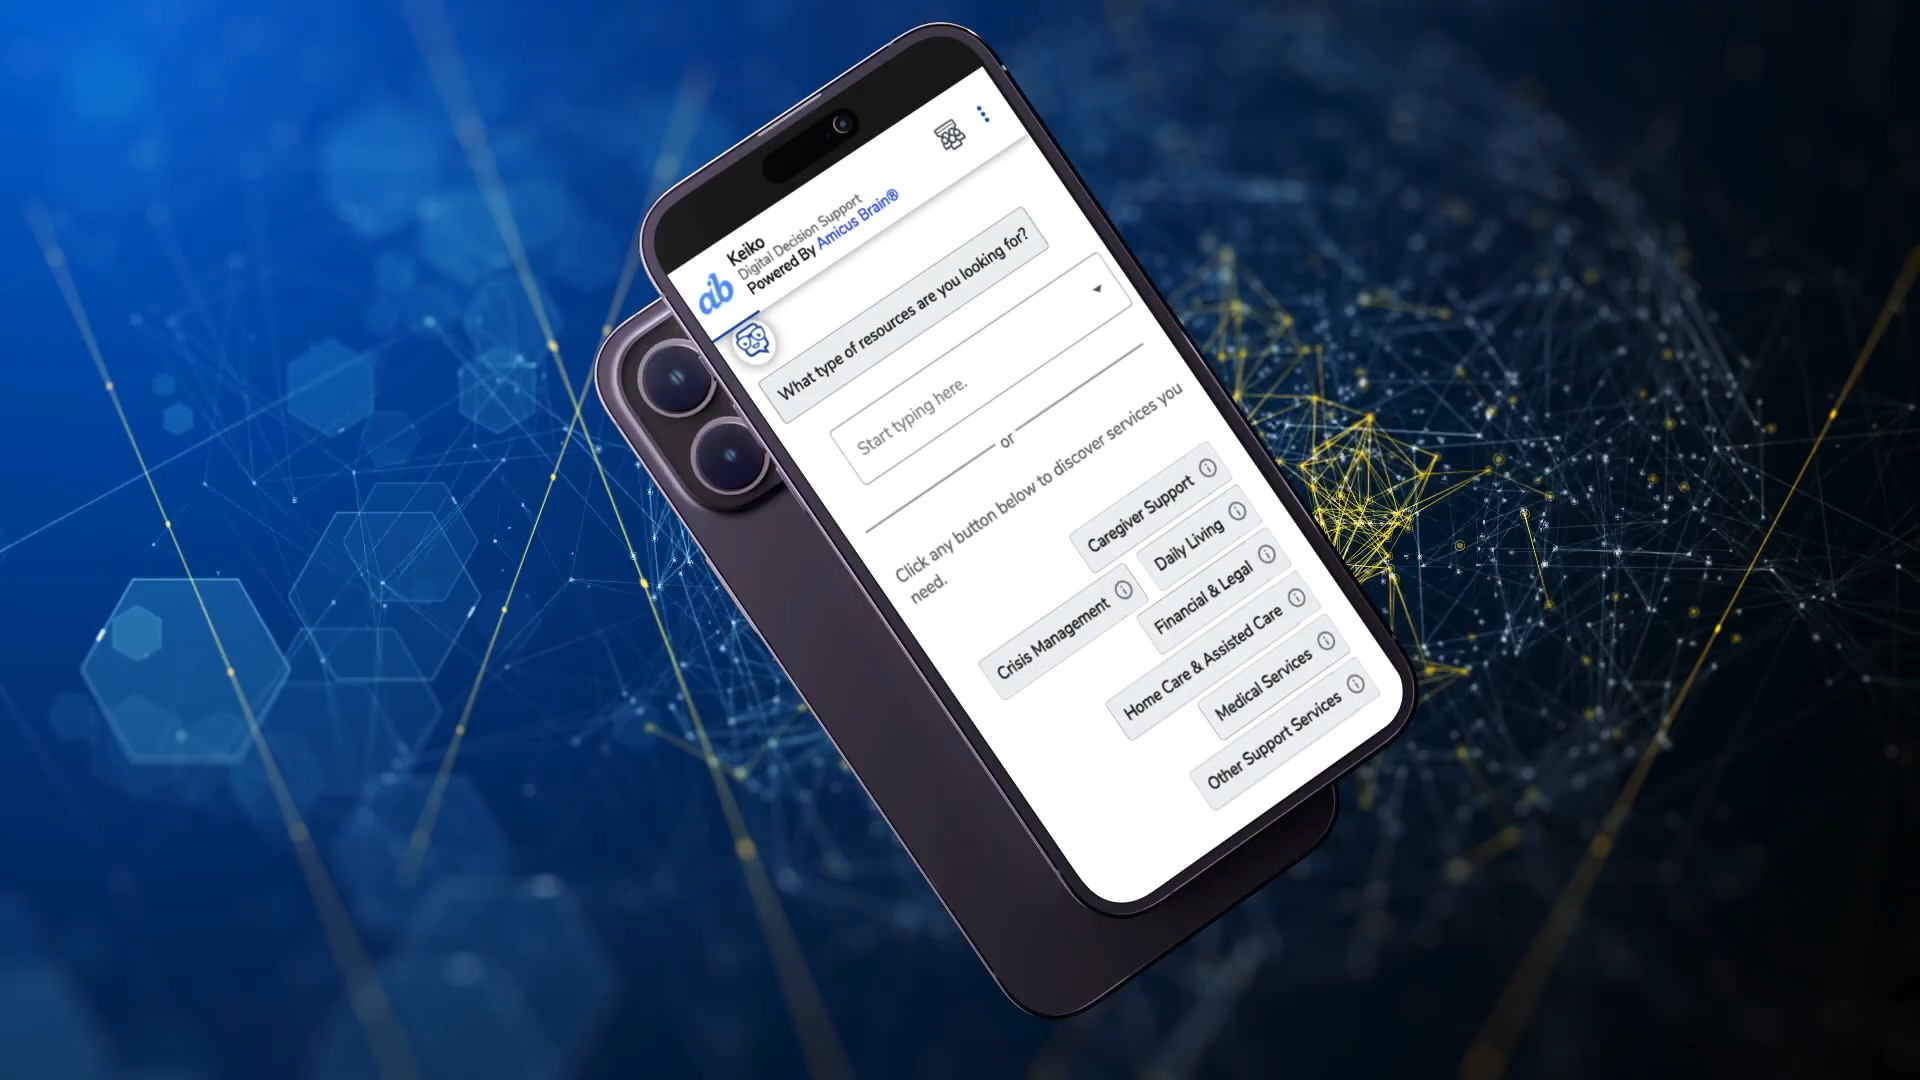 ab
Keiko
Digital Decision Support
Powered By Amicus Brain®
What type of resources are you looking for?
Start typing here.
or
Click any button below to discover services you
need.
Caregiver Support
Crisis Management
Daily Living
Financial & Legal
Home Care & Assisted Care
Medical Services
Other Support Services